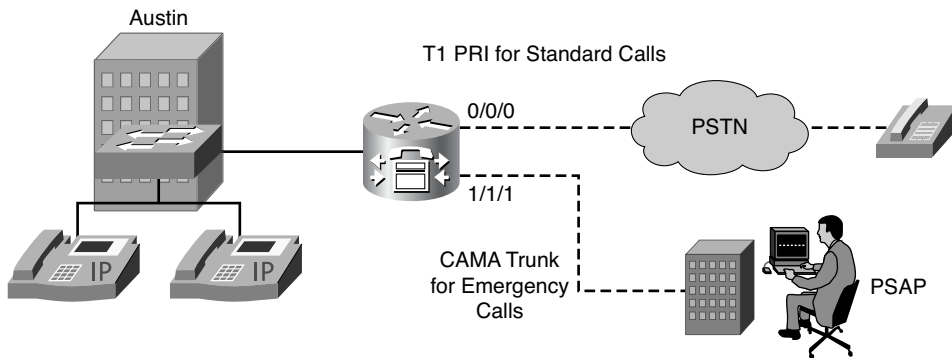 Austin
T1 PRI for Standard Calls
0/0/0
PSTN
1/1/1
IP
IP
CAMA Trunk
for Emergency
Calls
PSAP